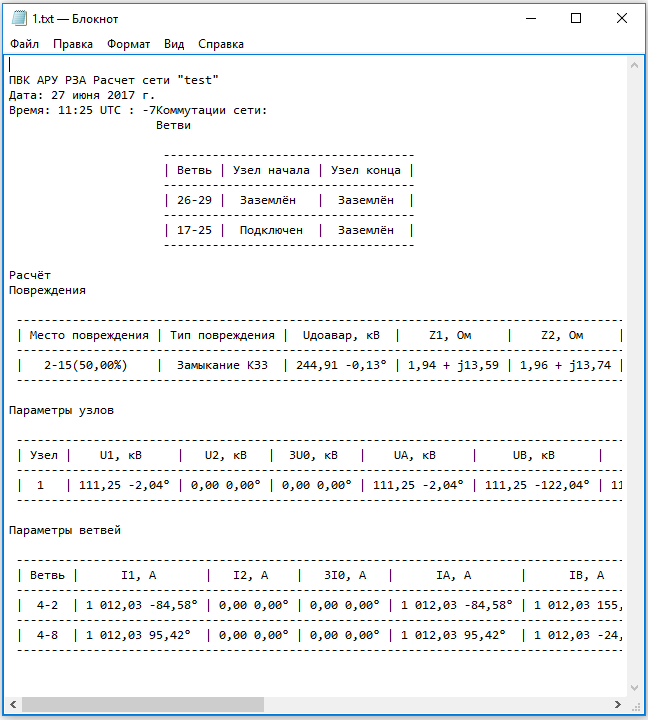 1.txt — Блокнот
Файл Правка Формат Вид Справка
ПВК АРУ РЗА Расчет сети "test"
Дата: 27 июня 2017 г.
Время: 11:25 UTC : -7Коммутации сети:
Ветви
---------------------------------
| Ветвь | Узел начала | Узел конца |
---------------------------------
| 26-29 | Заземлён | Заземлён |
---------------------------------
| 17-25 | Подключен | Заземлён |
---------------------------------
Расчёт
Повреждения
---------------------------------
| Место повреждения | Тип повреждения | Uдоавар, кВ | Z1, Ом | Z2, Ом |
---------------------------------
| 2-15(50,00%) | Замыкание КЗ3 | 244,91 -0,13° | 1,94 + j13,59 | 1,96 + j13,74 |
---------------------------------
Параметры узлов
---------------------------------
| Узел | U1, кВ | U2, кВ | 3U0, кВ | UA, кВ | UB, кВ |
---------------------------------
| 1 | 111,25 -2,04° | 0,00 0,00° | 0,00 0,00° | 111,25 -2,04° | 111,25 -122,04° | 11
---------------------------------
Параметры ветвей
---------------------------------
| Ветвь | I1, А | I2, А | 3I0, А | IA, А | IB, А
---------------------------------
| 4-2 | 1 012,03 -84,58° | 0,00 0,00° | 0,00 0,00° | 1 012,03 -84,58° | 1 012,03 155,
---------------------------------
| 4-8 | 1 012,03 95,42° | 0,00 0,00° | 0,00 0,00° | 1 012,03 95,42° | 1 012,03 -24,
---------------------------------